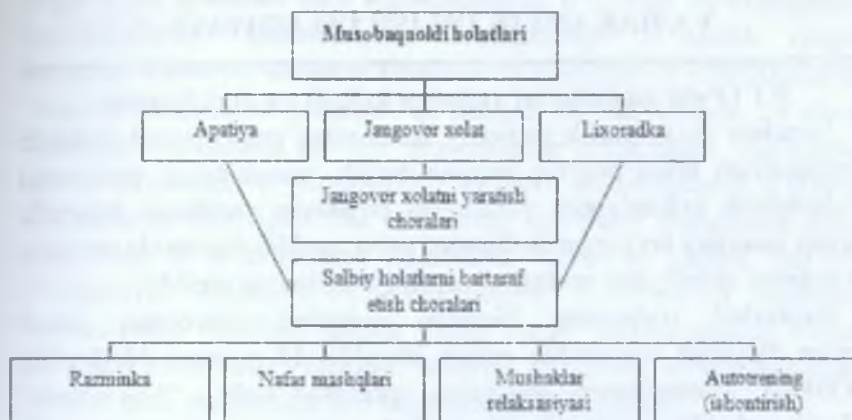 Musobaqaoldi holatlari
Apatiya
Jangovor xolat
Lixoradka
Jangovor xolatni yaratish
choralari
Salbiy holatlarni bartaraf
etish choralari
Razminka
Nafas mashqlari
Mushaklar
relaksasiyasi
Autotrening
(ishontirish)